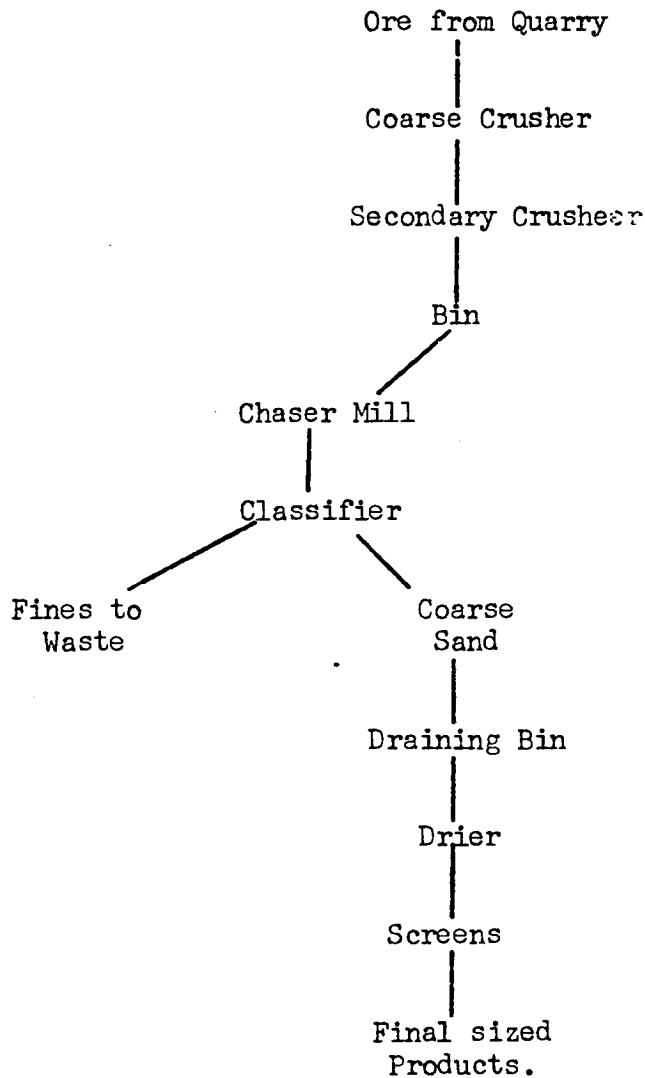 Ore from Quarry
Coarse Crusher
Secondary Crusheer
Bin
Chaser Mill
Classifier
Fines to
Waste
Coarse
Sand
Draining Bin
Drier
Screens
Final sized
Products.